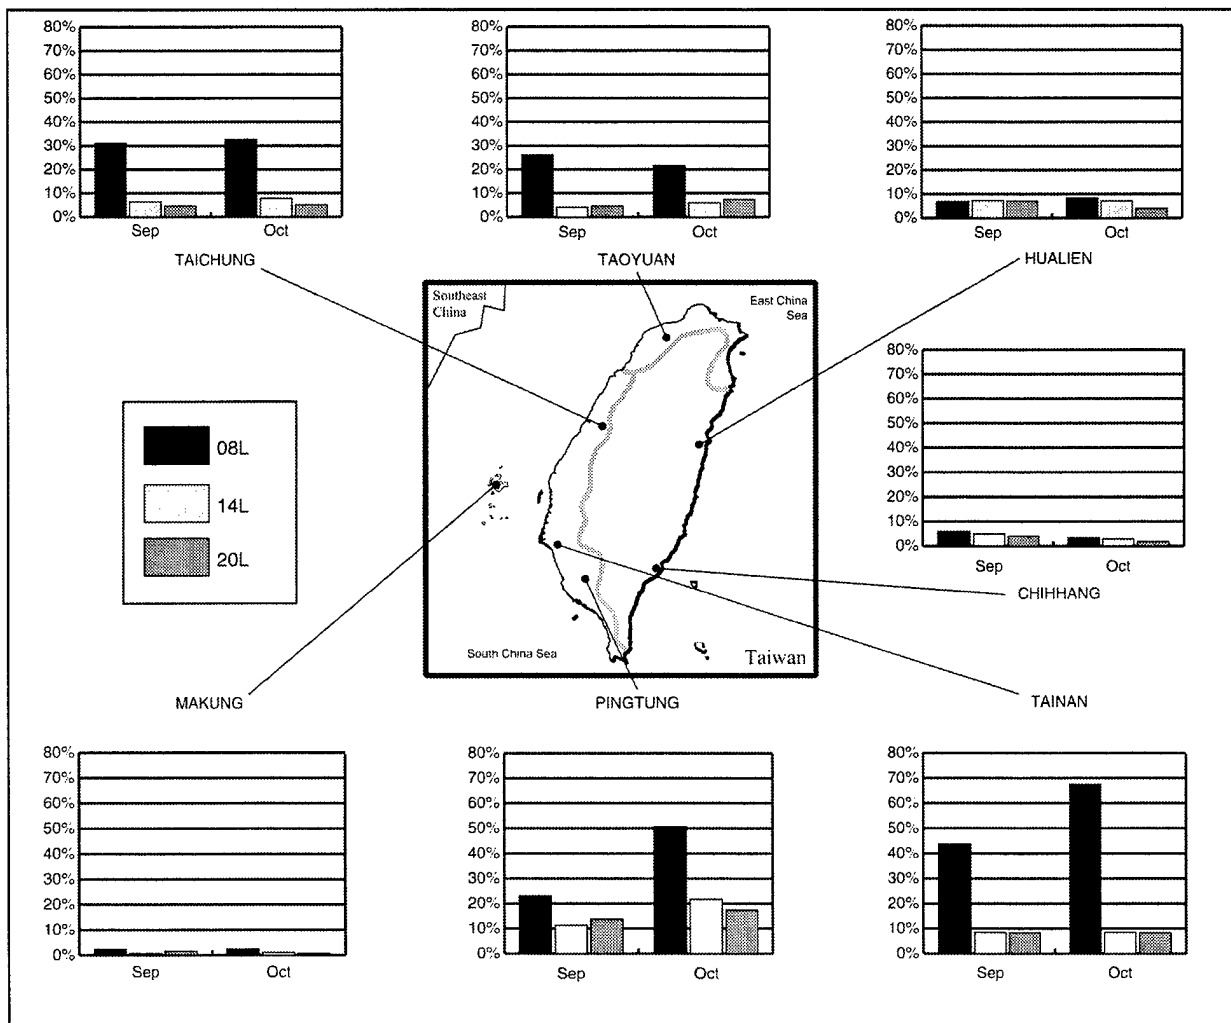 80%
70%
60%
50%
40%
30%
20%
10%
0%
Sep Oct
TAICHUNG
80%
70%
60%
50%
40%
30%
20%
10%
0%
Sep Oct
TAOYUAN
80%
70%
60%
50%
40%
30%
20%
10%
0%
Sep Oct
HUALIEN
Southeast
China
East China
Sea
South China Sea
Taiwan
08L
14L
20L
80%
70%
60%
50%
40%
30%
20%
10%
0%
Sep Oct
CHIHHANG
MAKUNG
80%
70%
60%
50%
40%
30%
20%
10%
0%
Sep Oct
PINGTUNG
80%
70%
60%
50%
40%
30%
20%
10%
0%
Sep Oct
TAINAN
80%
70%
60%
50%
40%
30%
20%
10%
0%
Sep Oct